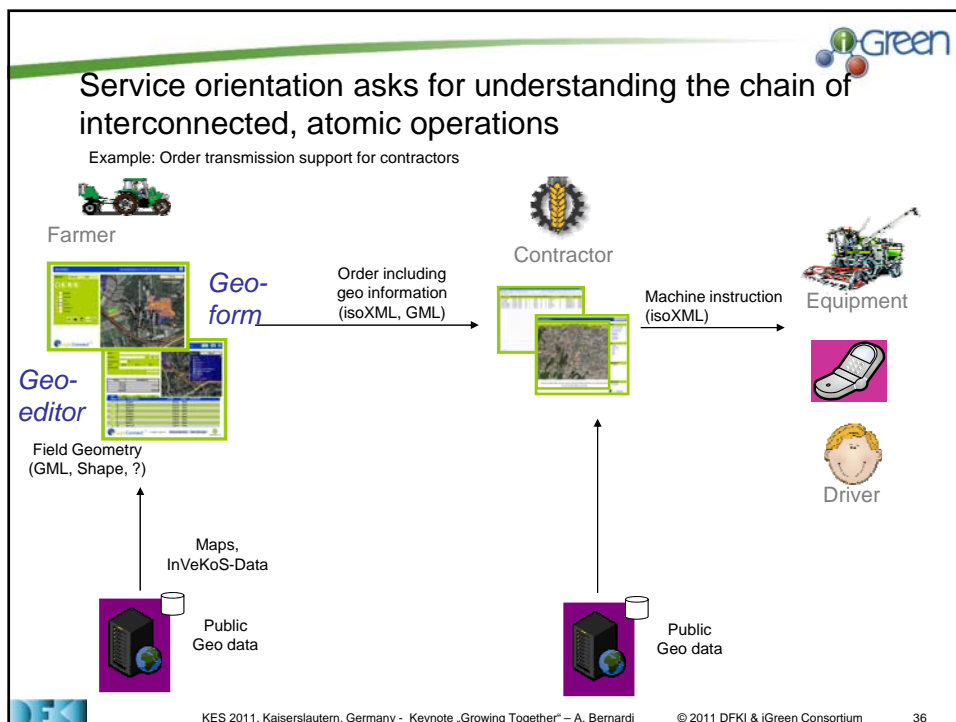 i-Green
Service orientation asks for understanding the chain of
interconnected, atomic operations
Example: Order transmission support for contractors
Farmer
Geo-
form
Geo-
editor
Field Geometry
(GML, Shape, ?)
Order including
geo information
(isoXML, GML)
Contractor
Machine instruction
(isoXML)
Equipment
Driver
Maps,
InVeKoS-Data
Public
Geo data
Public
Geo data
KES 2011, Kaiserslautern, Germany - Keynote „Growing Together“ – A. Bernardi
© 2011 DFKI & iGreen Consortium
36